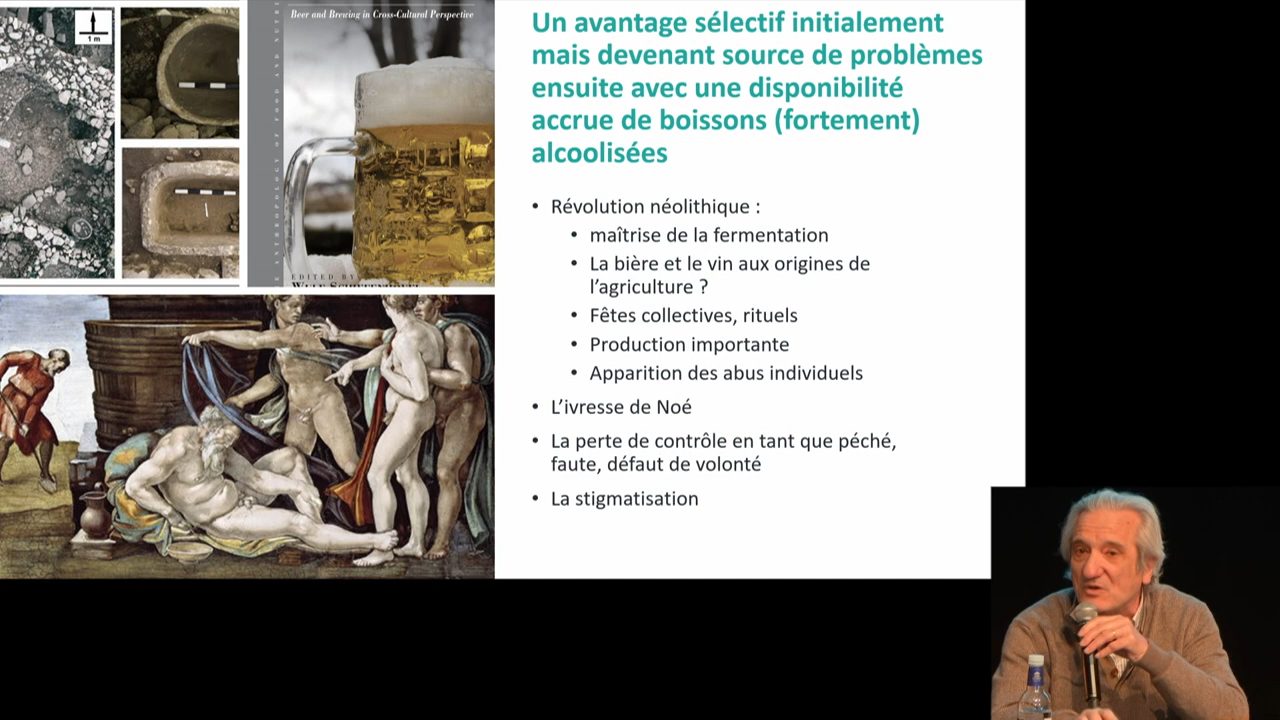 1 m
Beer and Brewing in Cross-Cultural Perspective
EDITED BY
Un avantage sélectif initialement
mais devenant source de problèmes
ensuite avec une disponibilité
accrue de boissons (fortement)
alcoolisées
• Révolution néolithique :
• maîtrise de la fermentation
• La bière et le vin aux origines de
l’agriculture ?
• Fêtes collectives, rituels
• Production importante
• Apparition des abus individuels
• L’ivresse de Noé
• La perte de contrôle en tant que péché,
faute, défaut de volonté
• La stigmatisation